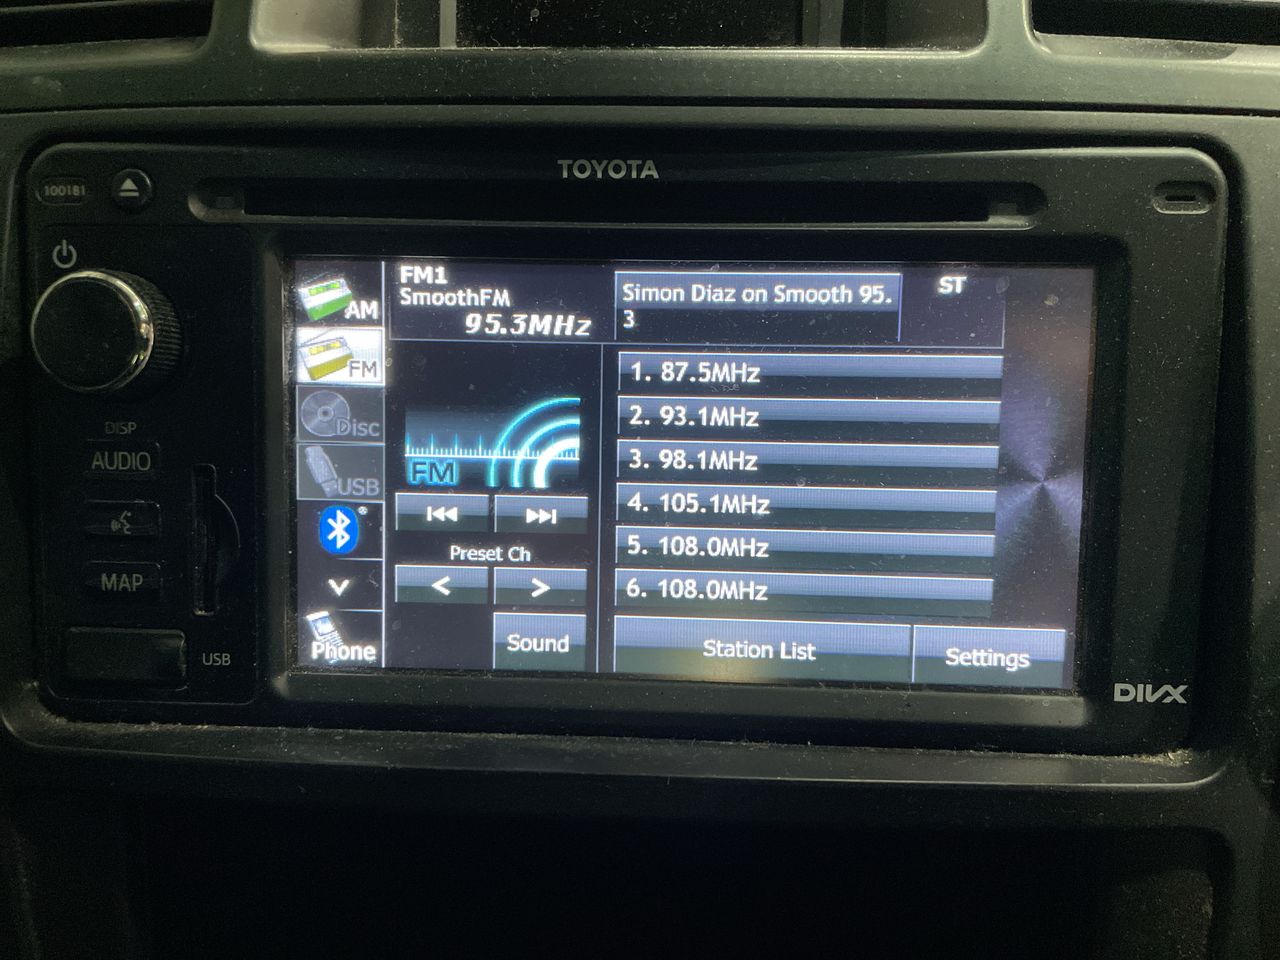 TOYOTA
100181
DISP
AUDIO
MAP
USB
AM
FM
Disc
USB
Phone
FM1
SmoothFM
95.3MHz
Simon Diaz on Smooth 95.
3
ST
FM
Preset Ch
<
>
Sound
1. 87.5MHz
2. 93.1MHz
3. 98.1MHz
4. 105.1MHz
5. 108.0MHz
6. 108.0MHz
Station List
Settings
DIVX